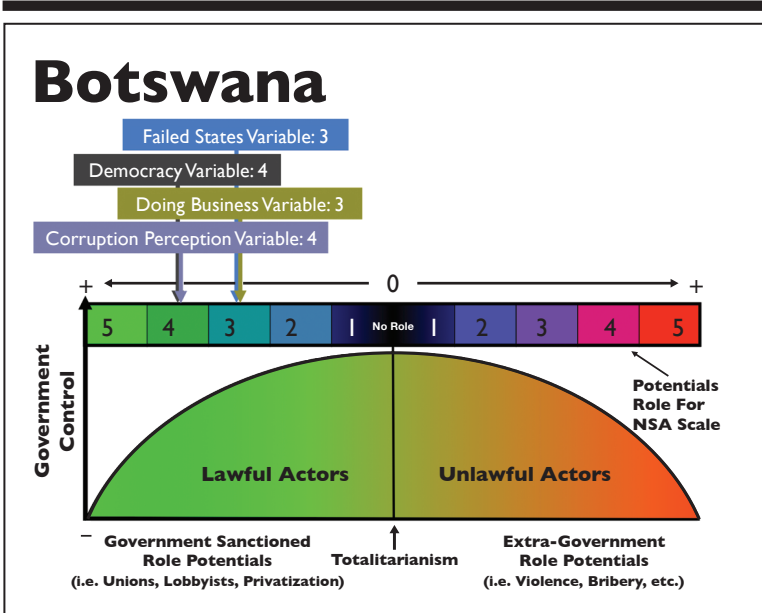 Botswana
Failed States Variable: 3
Democracy Variable: 4
Doing Business Variable: 3
Corruption Perception Variable: 4
+ 0 +
5 4 3 2 1 No Role 1 2 3 4 5
Government
Control
Potentials
Role For
NSA Scale
Lawful Actors
Unlawful Actors
–
Government Sanctioned
Role Potentials
(i.e. Unions, Lobbyists, Privatization)
Totalitarianism
Extra-Government
Role Potentials
(i.e. Violence, Bribery, etc.)